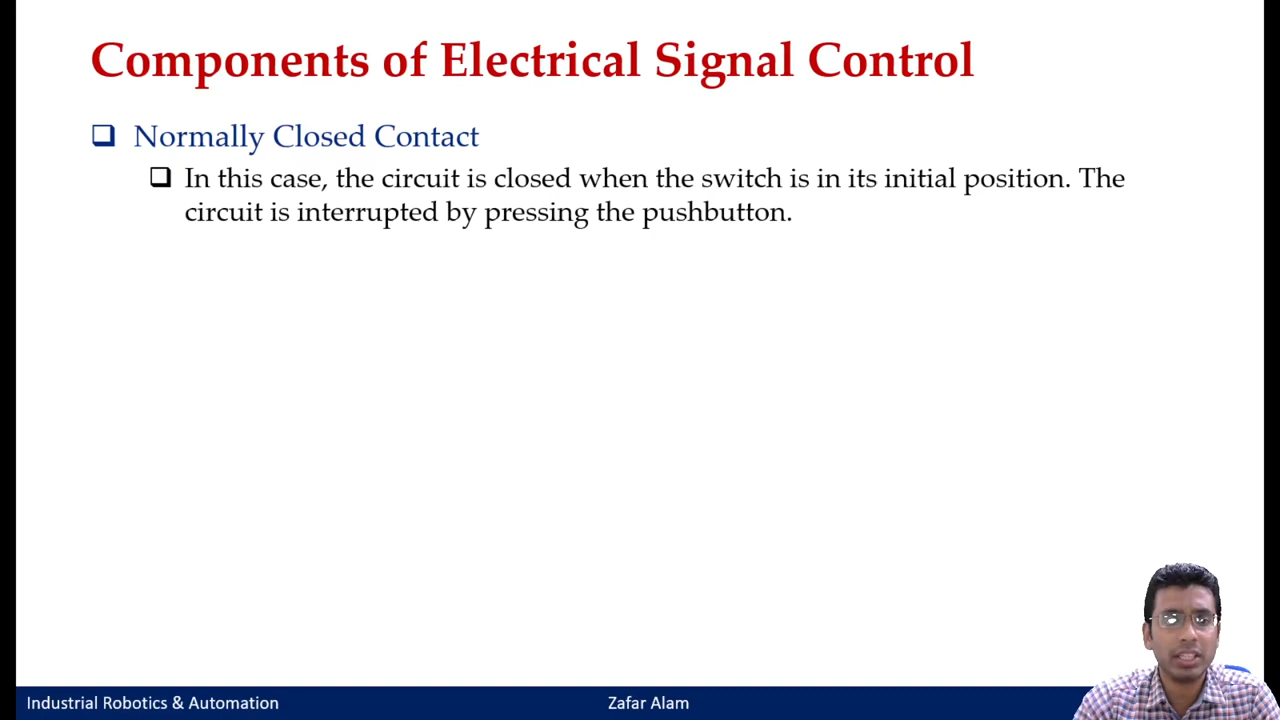 Components of Electrical Signal Control
Normally Closed Contact
In this case, the circuit is closed when the switch is in its initial position. The
circuit is interrupted by pressing the pushbutton.
Industrial Robotics & Automation
Zafar Alam